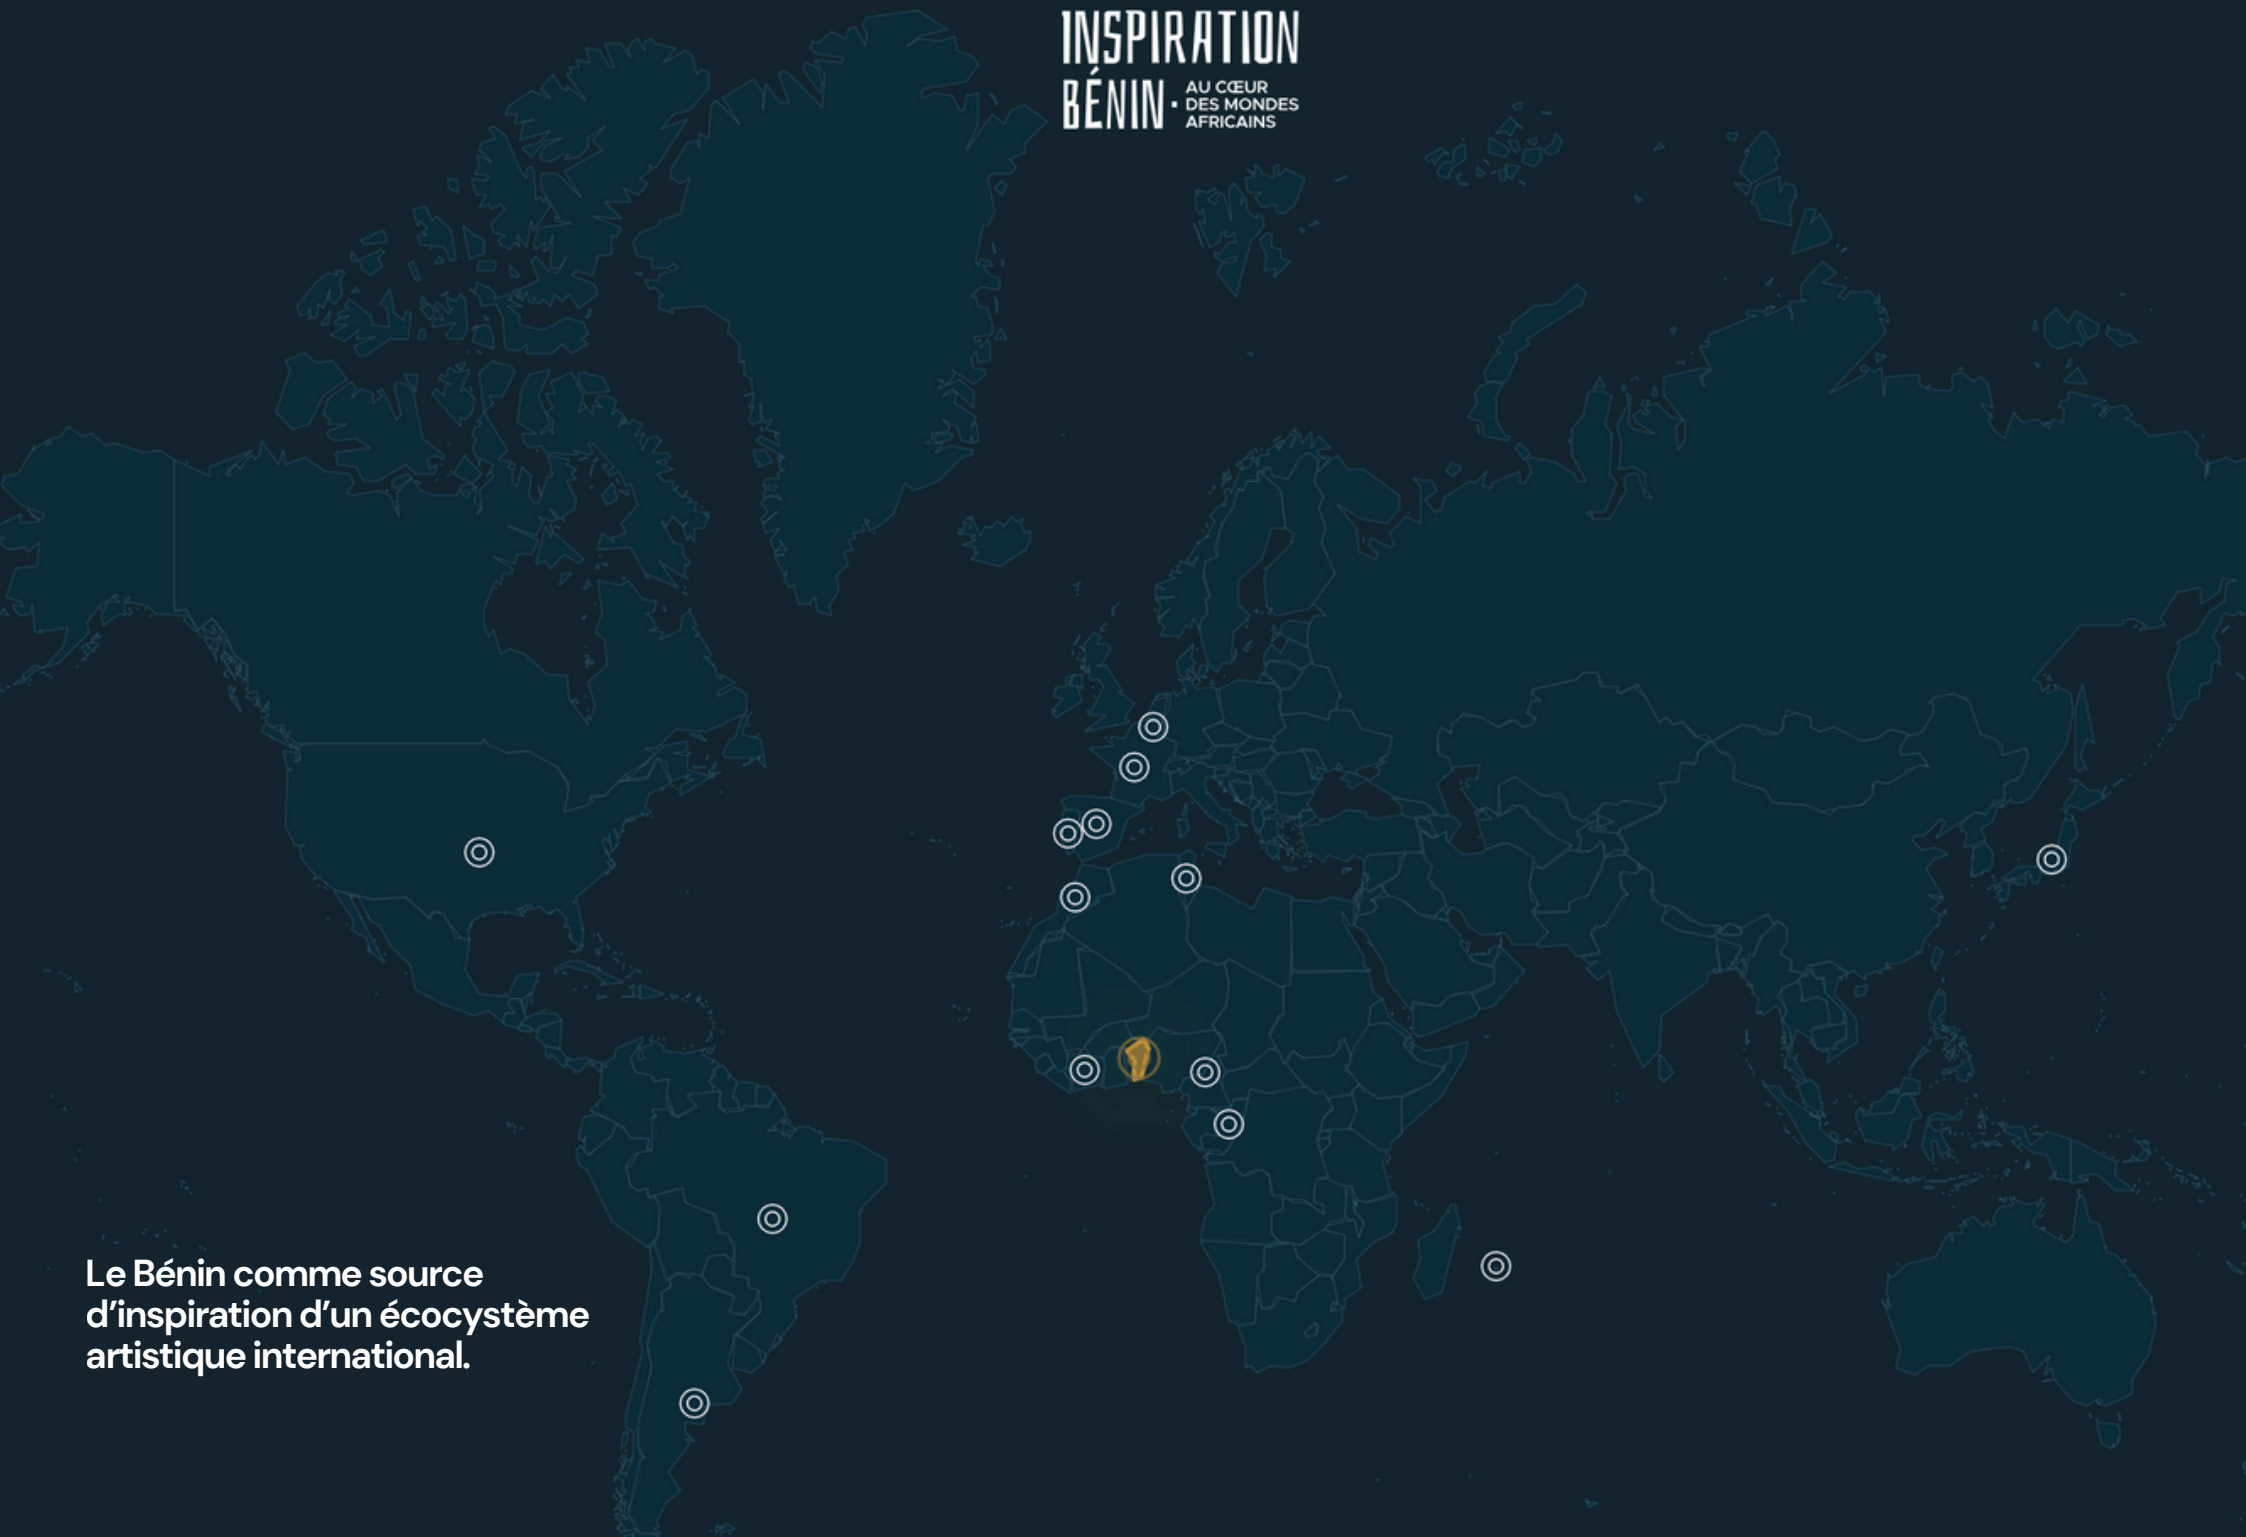 INSPIRATION
BÉNIN · AU CŒUR
DES MONDES
AFRICAINS
Le Bénin comme source
d'inspiration d'un écocystème
artistique international.